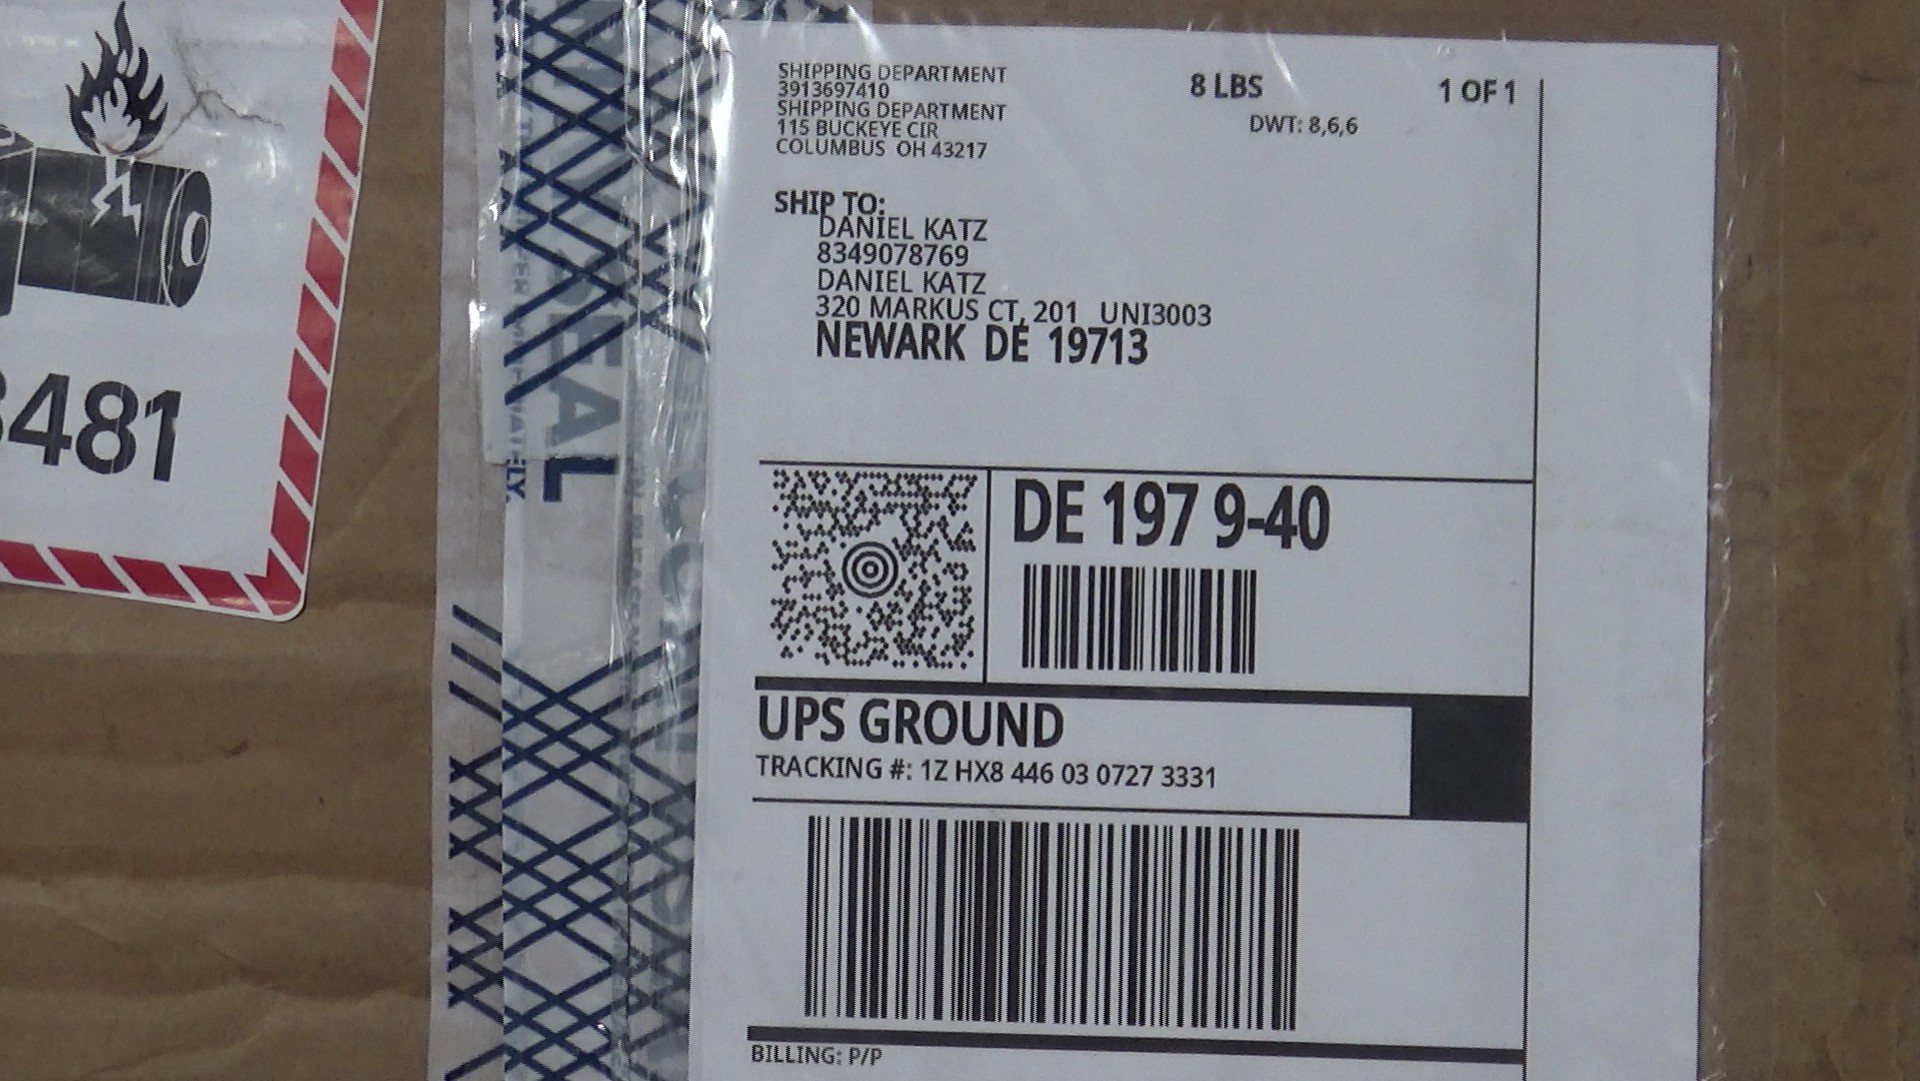 SHIPPING DEPARTMENT
3913697410
SHIPPING DEPARTMENT
115 BUCKEYE CIR
COLUMBUS OH 43217
8 LBS
1 OF 1
DWT: 8,6,6
SHIP TO:
DANIEL KATZ
8349078769
DANIEL KATZ
320 MARKUS CT, 201 UNI3003
NEWARK DE 19713
DE 197 9-40
UPS GROUND
TRACKING #: 1Z HX8 446 03 0727 3331
BILLING: P/P
481
SEAL